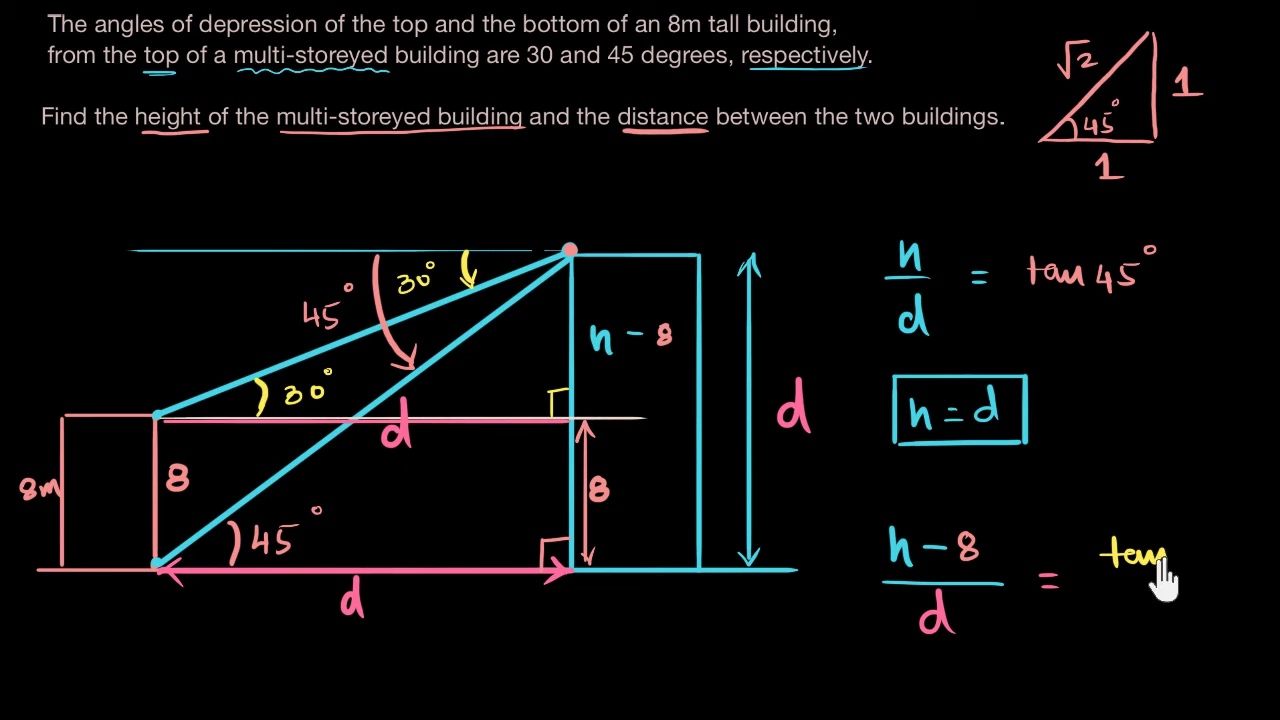 The angles of depression of the top and the bottom of an 8m tall building,
from the top of a multi-storeyed building are 30 and 45 degrees, respectively.
Find the height of the multi-storeyed building and the distance between the two buildings.
√2
1
45°
1
h/d = tan 45°
30°
45°
h - 8
30°
d
d
h = d
8m
8
8
45°
d
h - 8/d = tan